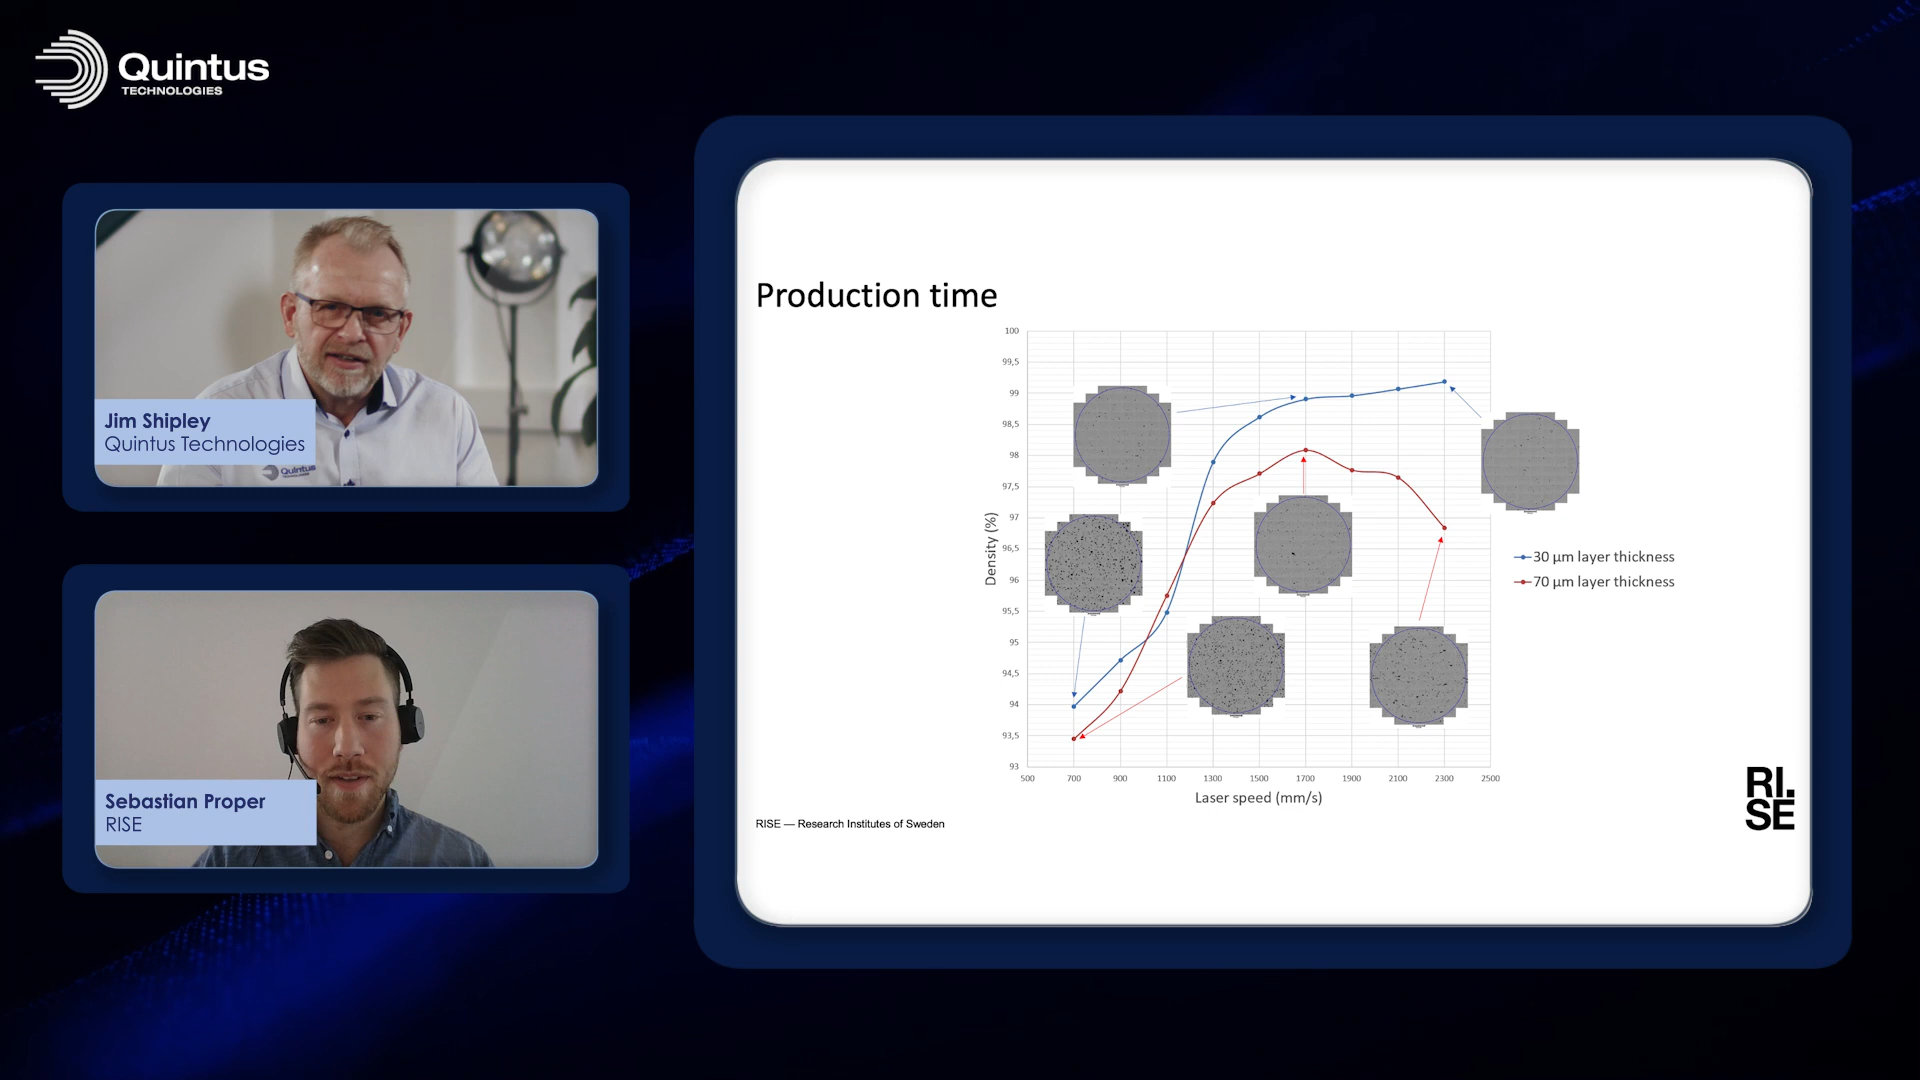 Quintus
TECHNOLOGIES
Jim Shipley
Quintus Technologies
Quintus
Sebastian Proper
RISE
Production time
100
99,5
99
98,5
98
97,5
97
96,5
96
95,5
95
94,5
94
93,5
93
Density (%)
500 700 900 1100 1300 1500 1700 1900 2100 2300 2500
Laser speed (mm/s)
30 µm layer thickness
70 µm layer thickness
RISE — Research Institutes of Sweden
RI.
SE